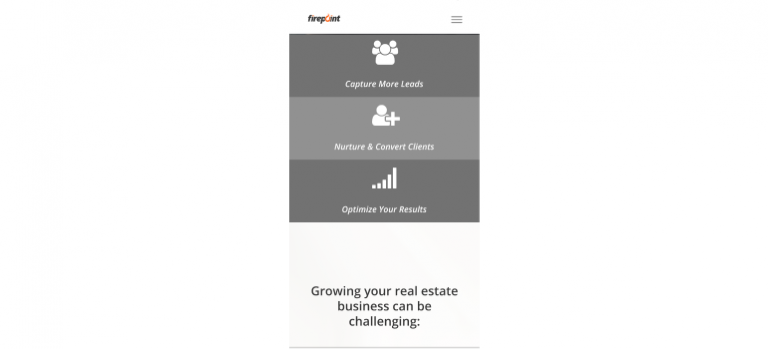 firepoint
Capture More Leads
Nurture & Convert Clients
Optimize Your Results
Growing your real estate
business can be
challenging: